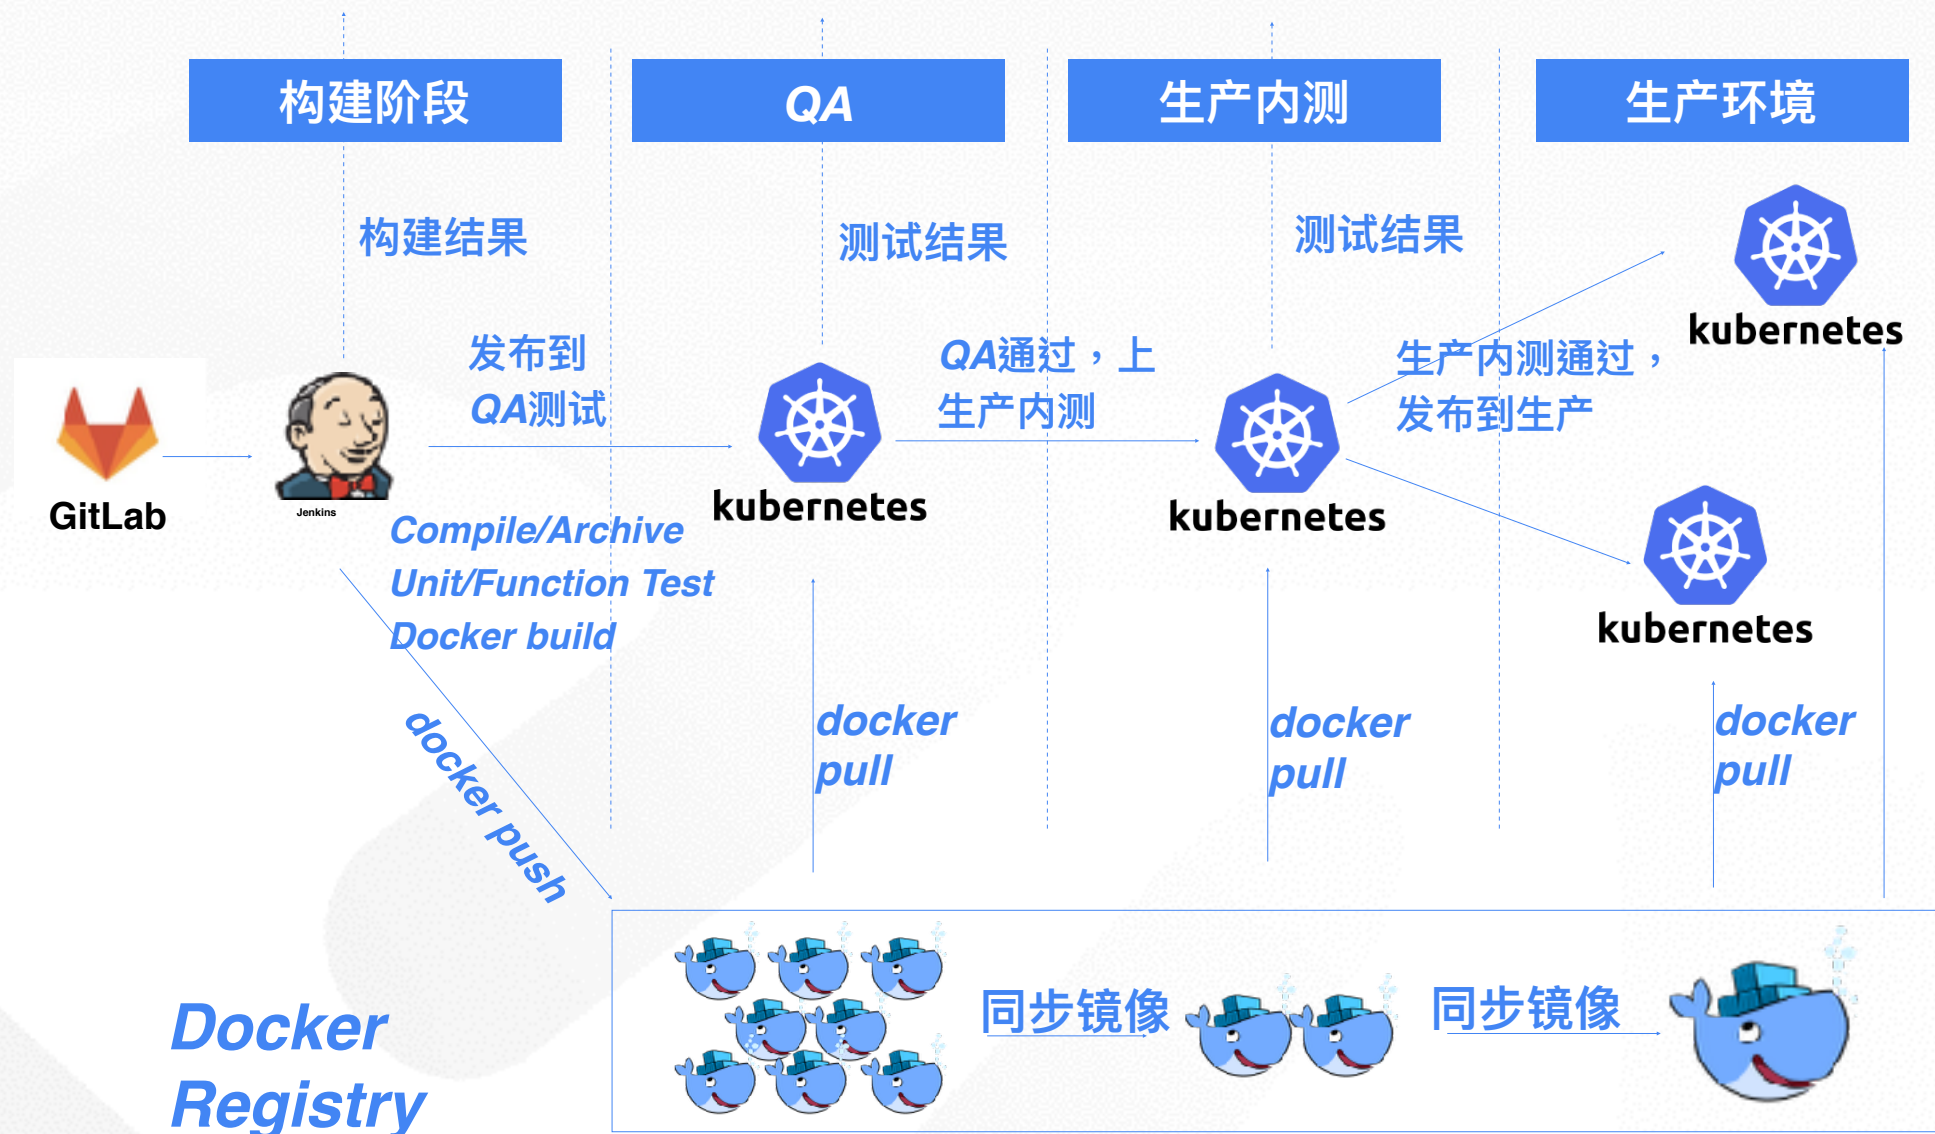 构建阶段
QA
生产内测
生产环境
构建结果
测试结果
测试结果
kubernetes
发布到
QA测试
QA通过，上
生产内测
生产内测通过，
发布到生产
GitLab
Jenkins
kubernetes
kubernetes
kubernetes
Compile/Archive
Unit/Function Test
Docker build
docker push
docker
pull
docker
pull
docker
pull
同步镜像
同步镜像
Docker
Registry